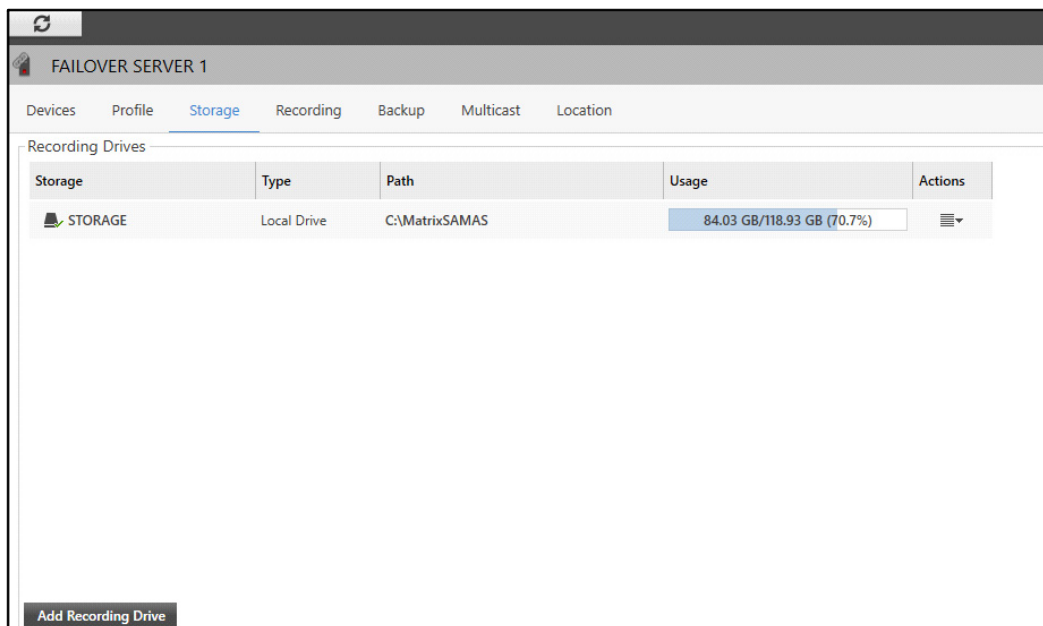 FAILOVER SERVER 1
Devices Profile Storage Recording Backup Multicast Location
Recording Drives
Storage Type Path Usage Actions
STORAGE Local Drive C:\MatrixSAMAS 84.03 GB/118.93 GB (70.7%)
Add Recording Drive